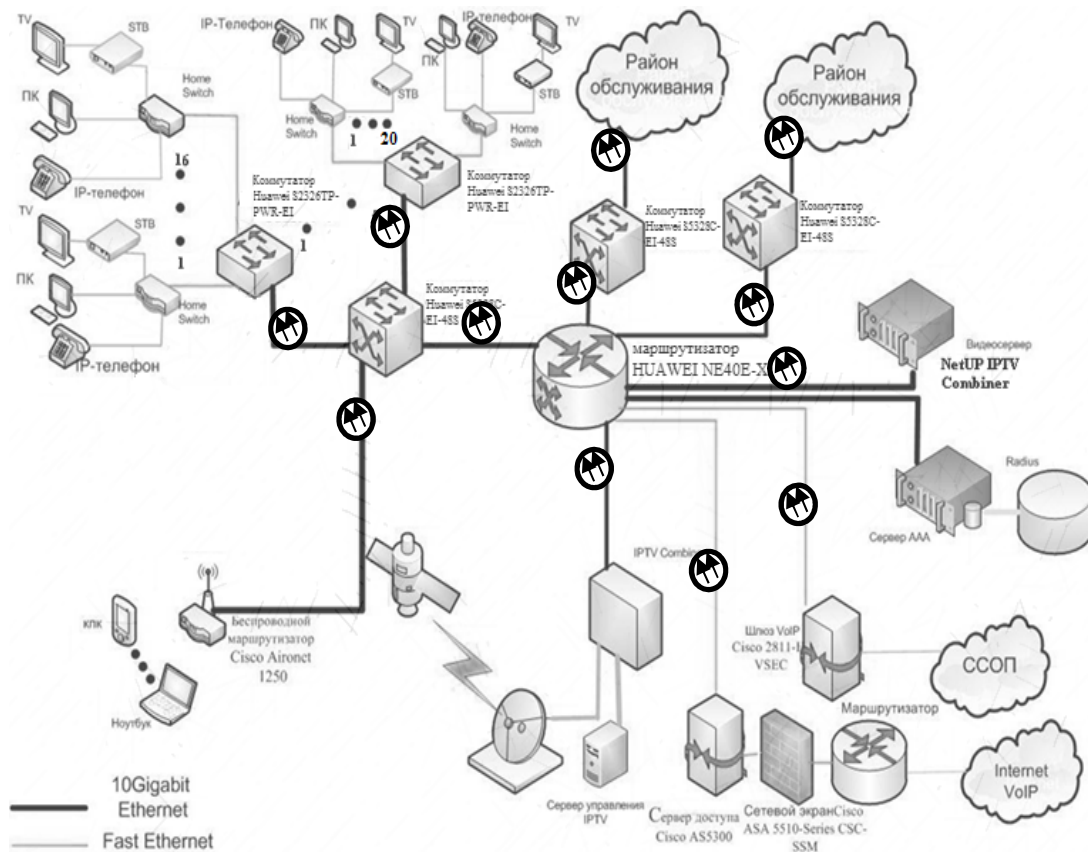 TV
STB
ПК
Home
Switch
IP-телефон
16
1
TV
STB
ПК
Home
Switch
IP-телефон
IP-Телефон
ПК
TV
STB
Home
Switch
1
20
IP-Телефон
ПК
TV
STB
Home
Switch
Коммутатор
Huawei S2326TP-
PWR-EI
1
Коммутатор
Huawei S2326TP-
PWR-EI
Коммутатор
Huawei
EI-48S
Район
обслуживания
Район
обслуживания
Коммутатор
Huawei S5328C-
EI-48S
Коммутатор
Huawei S5328C-
EI-48S
маршрутизатор
HUAWEI NE40E-X
Видеосервер
NetUP IPTV
Combiner
Radius
Сервер ААА
IPTV
Шлюз VoIP
Cisco 2811-
VSEC
ССОП
кпк
Беспроводной
маршрутизатор
Cisco Aironct
1250
Ноутбук
Сервер управления
IPTV
Сервер доступа
Cisco AS5300
Сетевой экранCisco
ASA 5510-Series CSC-
SSM
Маршрутизатор
Internet
VoIP
10Gigabit
Ethernet
Fast Ethernet